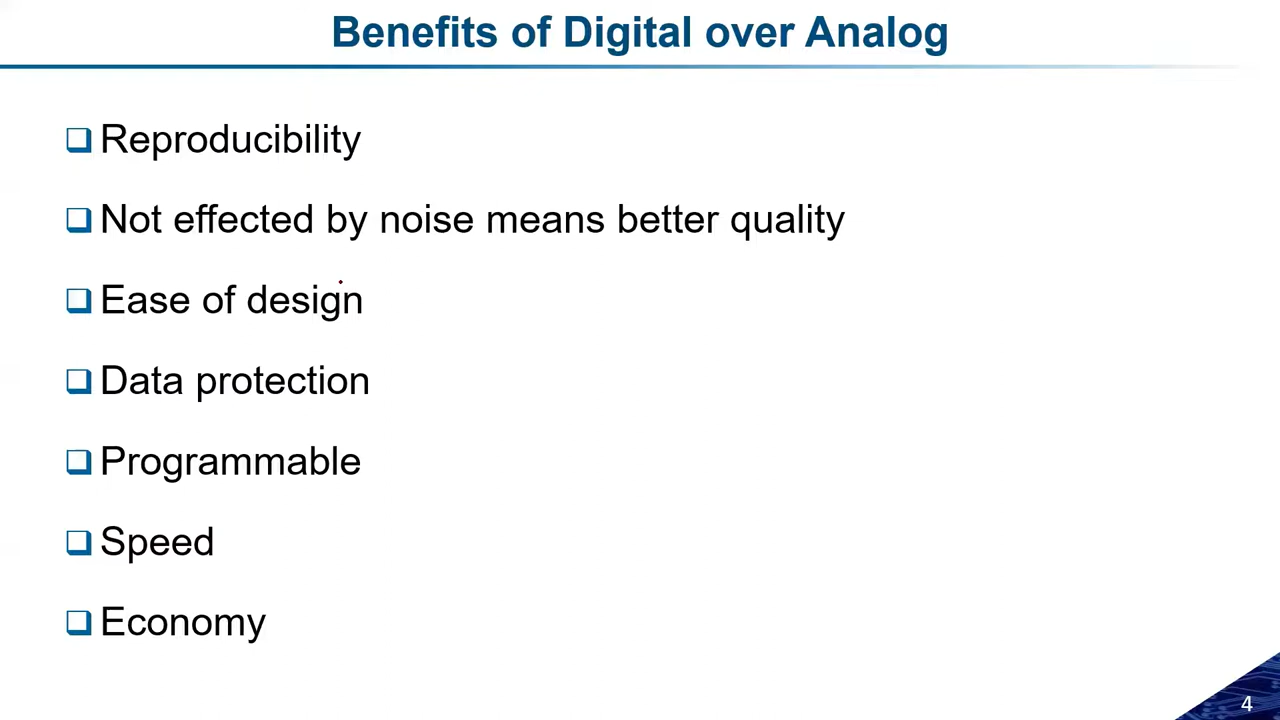 Benefits of Digital over Analog
Reproducibility
Not effected by noise means better quality
Ease of design
Data protection
Programmable
Speed
Economy
4